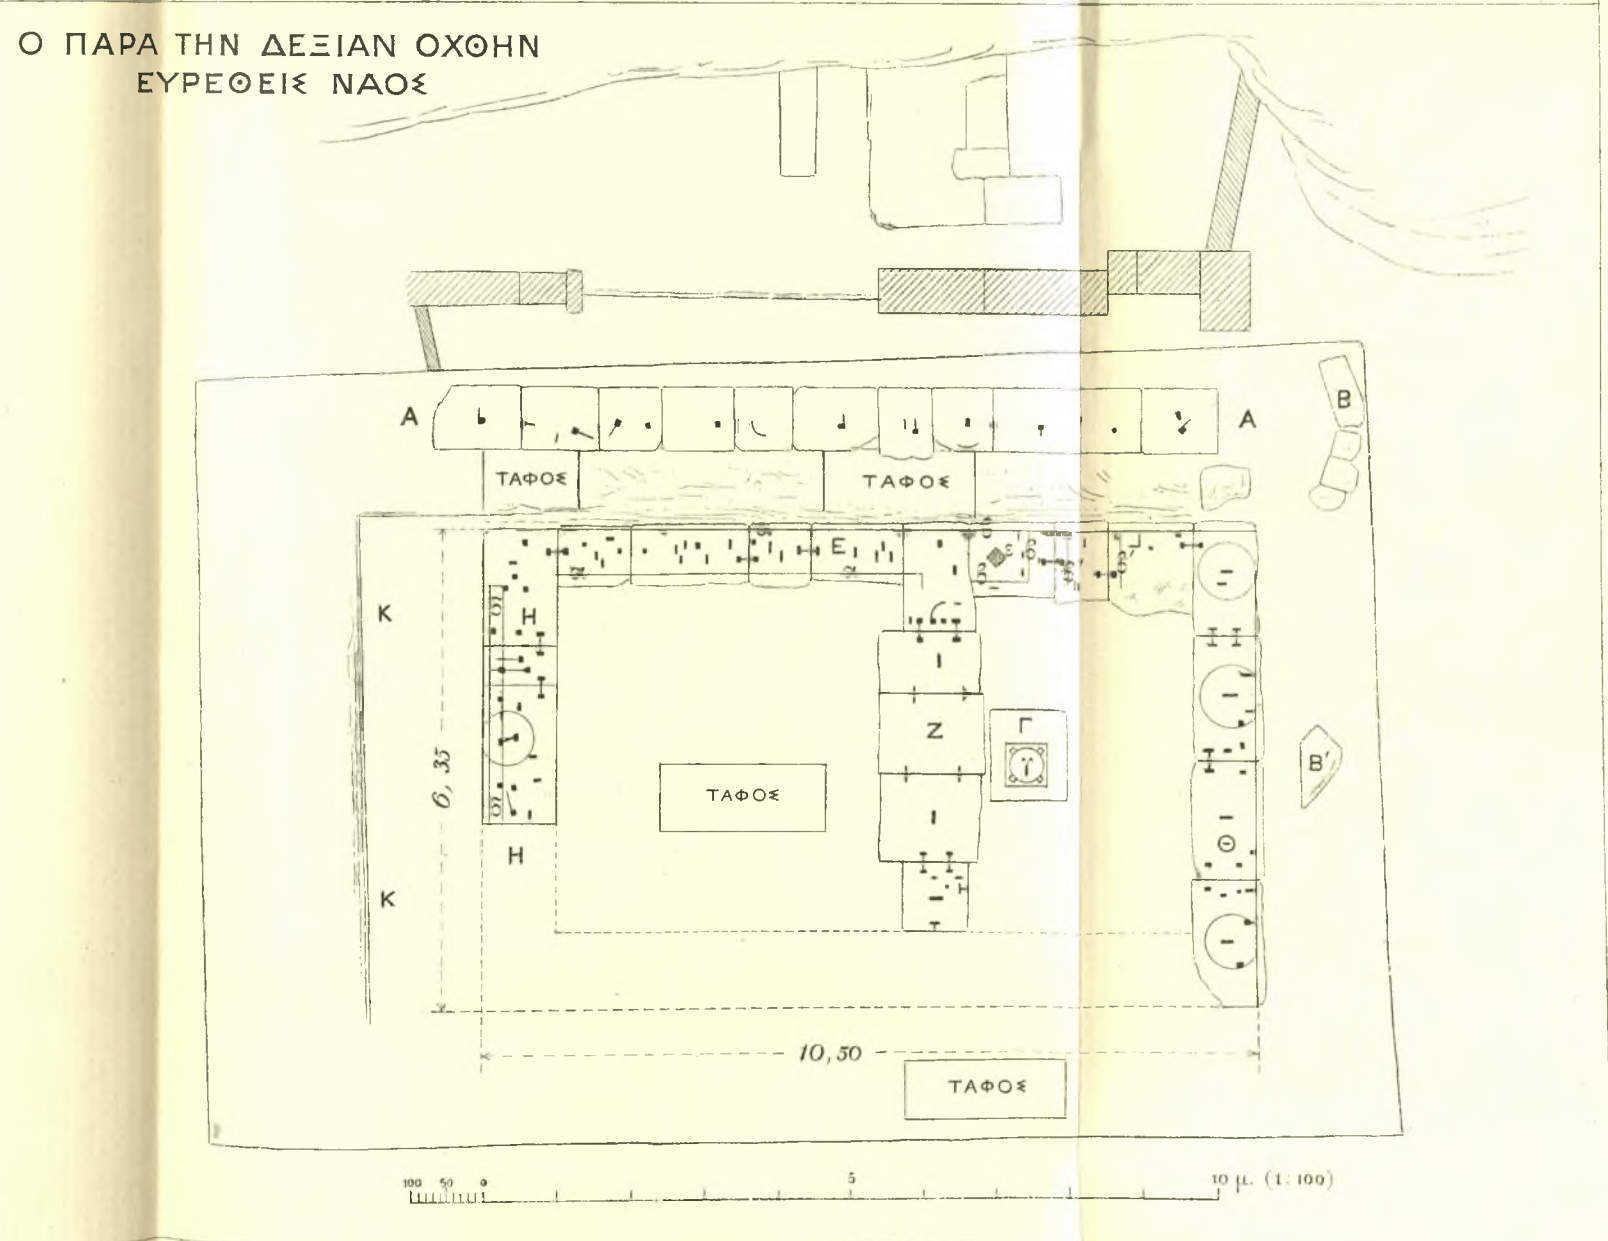 Ο ΠΑΡΑ ΤΗΝ ΔΕΞΙΑΝ ΟΧΘΗΝ
ΕΥΡΕΘΕΙΣ ΝΑΟΣ
Α
Α
Β
ΤΑΦΟΣ
ΤΑΦΟΣ
Ε
Κ
Η
Ζ
Γ
6,35
ΤΑΦΟΣ
Β'
Θ
Η
Κ
10,50
ΤΑΦΟΣ
100 50 0 5 10 μ. (1:100)